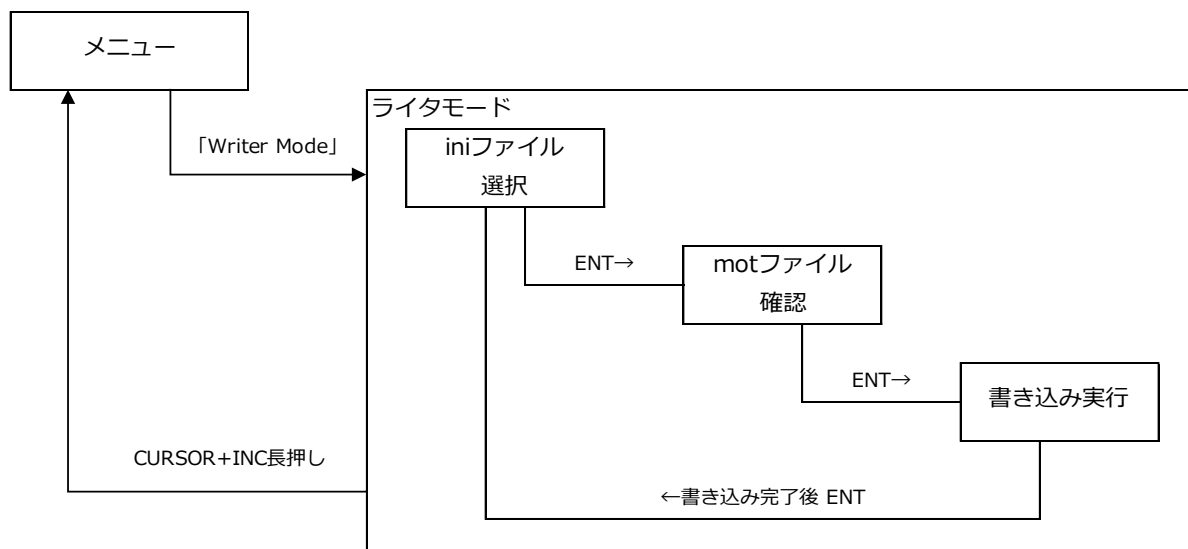 メニュー
ライタモード
「Writer Mode」
iniファイル
選択
ENT→
motファイル
確認
ENT→
書き込み実行
CURSOR+INC長押し
←書き込み完了後 ENT